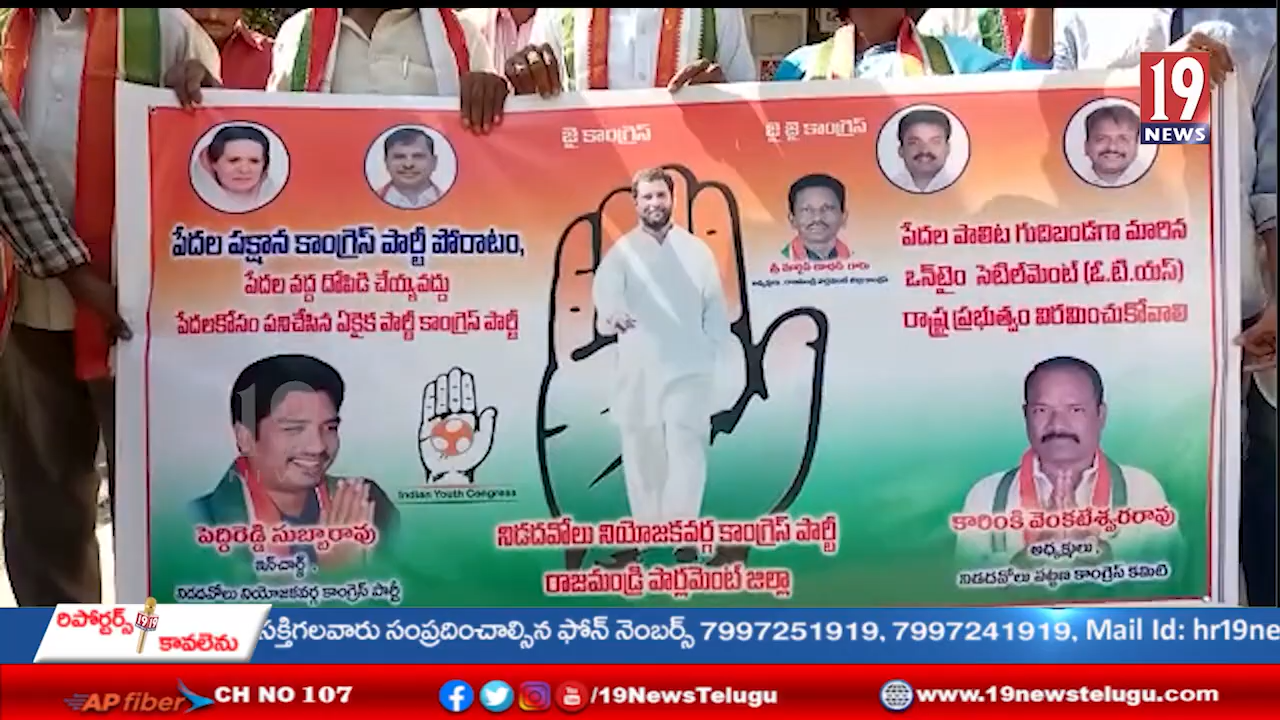 19
NEWS
జై కాంగ్రెస్
జై జై కాంగ్రెస్
పేదల పక్షాన కాంగ్రెస్ పార్టీ పోరాటం,
పేదల వద్ద దోపిడి చేయ్యవద్దు
పేదలకోసం పనిచేసిన ఏకైక పార్టీ కాంగ్రెస్ పార్టీ
పేదల పాలిట గుదిబండగా మారిన
ఒన్‌టైం సెటిల్‌మెంట్ (ఓ.టి.యస్)
రాష్ట్ర ప్రభుత్వం విరమించుకోవాలి
Indian Youth Congress
పెద్దిరెడ్డి సుబ్బారావు
ఇన్‌చార్జ్ .
నిడదవోలు నియోజకవర్గ కాంగ్రెస్ పార్టీ
నిడదవోలు నియోజకవర్గ కాంగ్రెస్ పార్టీ
రాజమండ్రి పార్లమెంట్ జిల్లా
కారింకి వెంకటేశ్వరరావు
అధ్యక్షులు .
నిడదవోలు పట్టణ కాంగ్రెస్ కమిటి
రిపోర్టర్స్ 1919
కావలెను
సక్తిగలవారు సంప్రదించాల్సిన ఫోన్ నెంబర్స్ 7997251919, 7997241919, Mail Id: hr19ne
AP fiber CH NO 107 /19NewsTelugu www.19newstelugu.com